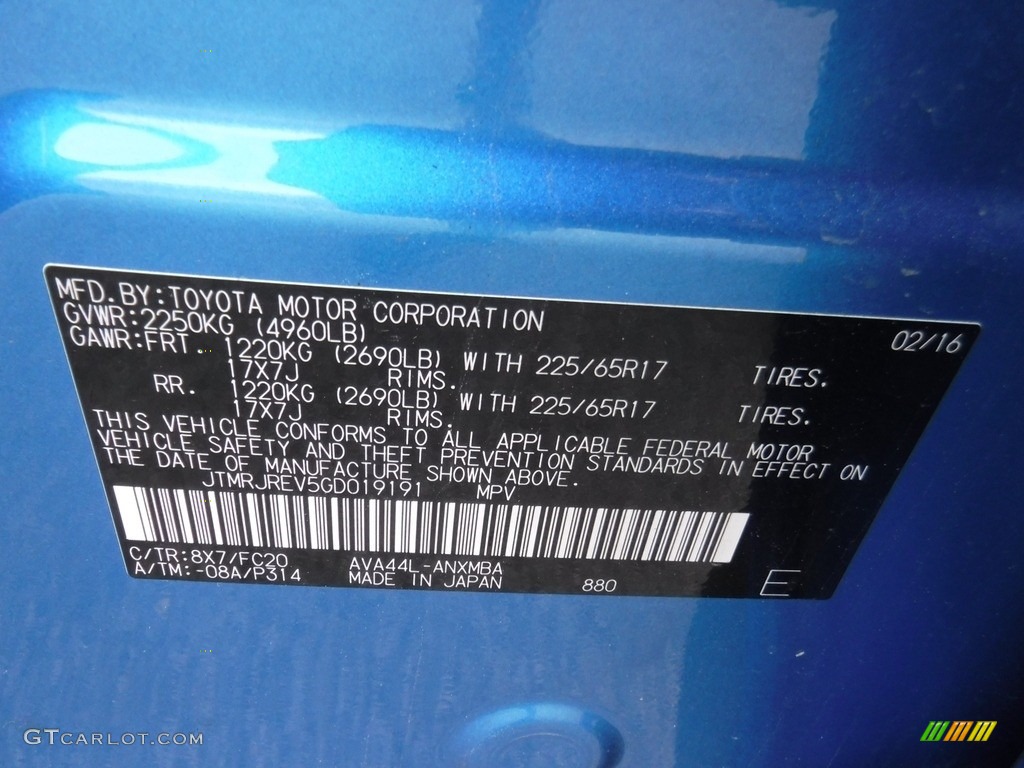 MFD.BY:TOYOTA MOTOR CORPORATION 02/16
GVWR:2250KG (4960LB)
GAWR:FRT. 1220KG (2690LB) WITH 225/65R17 TIRES.
17X7J RIMS.
RR. 1220KG (2690LB) WITH 225/65R17 TIRES.
17X7J RIMS.
THIS VEHICLE CONFORMS TO ALL APPLICABLE FEDERAL MOTOR
VEHICLE SAFETY AND THEFT PREVENTION STANDARDS IN EFFECT ON
THE DATE OF MANUFACTURE SHOWN ABOVE.
JTMRJREV5GD019191 MPV
C/TR:8X7/FC20 AVA44L-ANXMBA
A/TM:-08A/P314 MADE IN JAPAN 880 E
GTCARLOT.COM